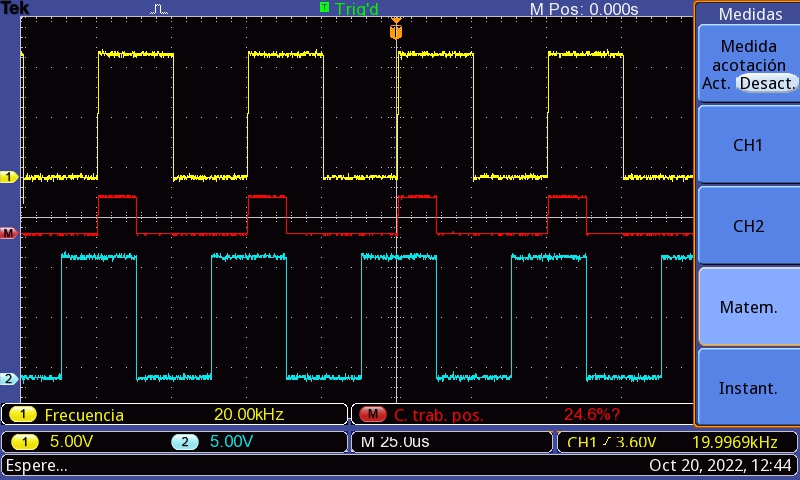 Tek T Trig'd M Pos: 0.000s
T
Medidas
Medida
acotación
Act. Desact.
CH1
CH2
Matem.
Instant.
1
M
2
1 Frecuencia 20.00kHz M C. trab. pos. 24.6%?
1 5.00V 2 5.00V M 25.0us CH1 / 3.60V 19.9969kHz
Espere... Oct 20, 2022, 12:44